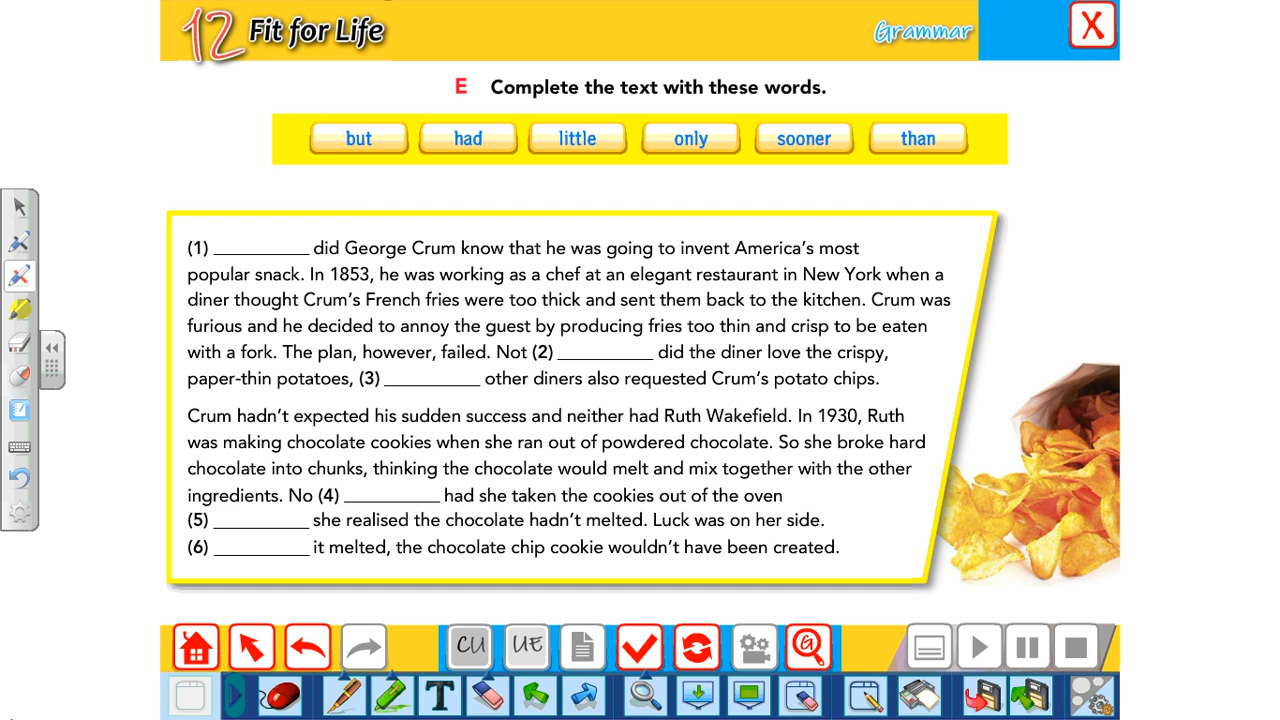 12 Fit for Life
Grammar
X
E Complete the text with these words.
but had little only sooner than
(1) __________ did George Crum know that he was going to invent America’s most
popular snack. In 1853, he was working as a chef at an elegant restaurant in New York when a
diner thought Crum’s French fries were too thick and sent them back to the kitchen. Crum was
furious and he decided to annoy the guest by producing fries too thin and crisp to be eaten
with a fork. The plan, however, failed. Not (2) __________ did the diner love the crispy,
paper-thin potatoes, (3) __________ other diners also requested Crum’s potato chips.
Crum hadn’t expected his sudden success and neither had Ruth Wakefield. In 1930, Ruth
was making chocolate cookies when she ran out of powdered chocolate. So she broke hard
chocolate into chunks, thinking the chocolate would melt and mix together with the other
ingredients. No (4) __________ had she taken the cookies out of the oven
(5) __________ she realised the chocolate hadn’t melted. Luck was on her side.
(6) __________ it melted, the chocolate chip cookie wouldn’t have been created.
CU UE G
T